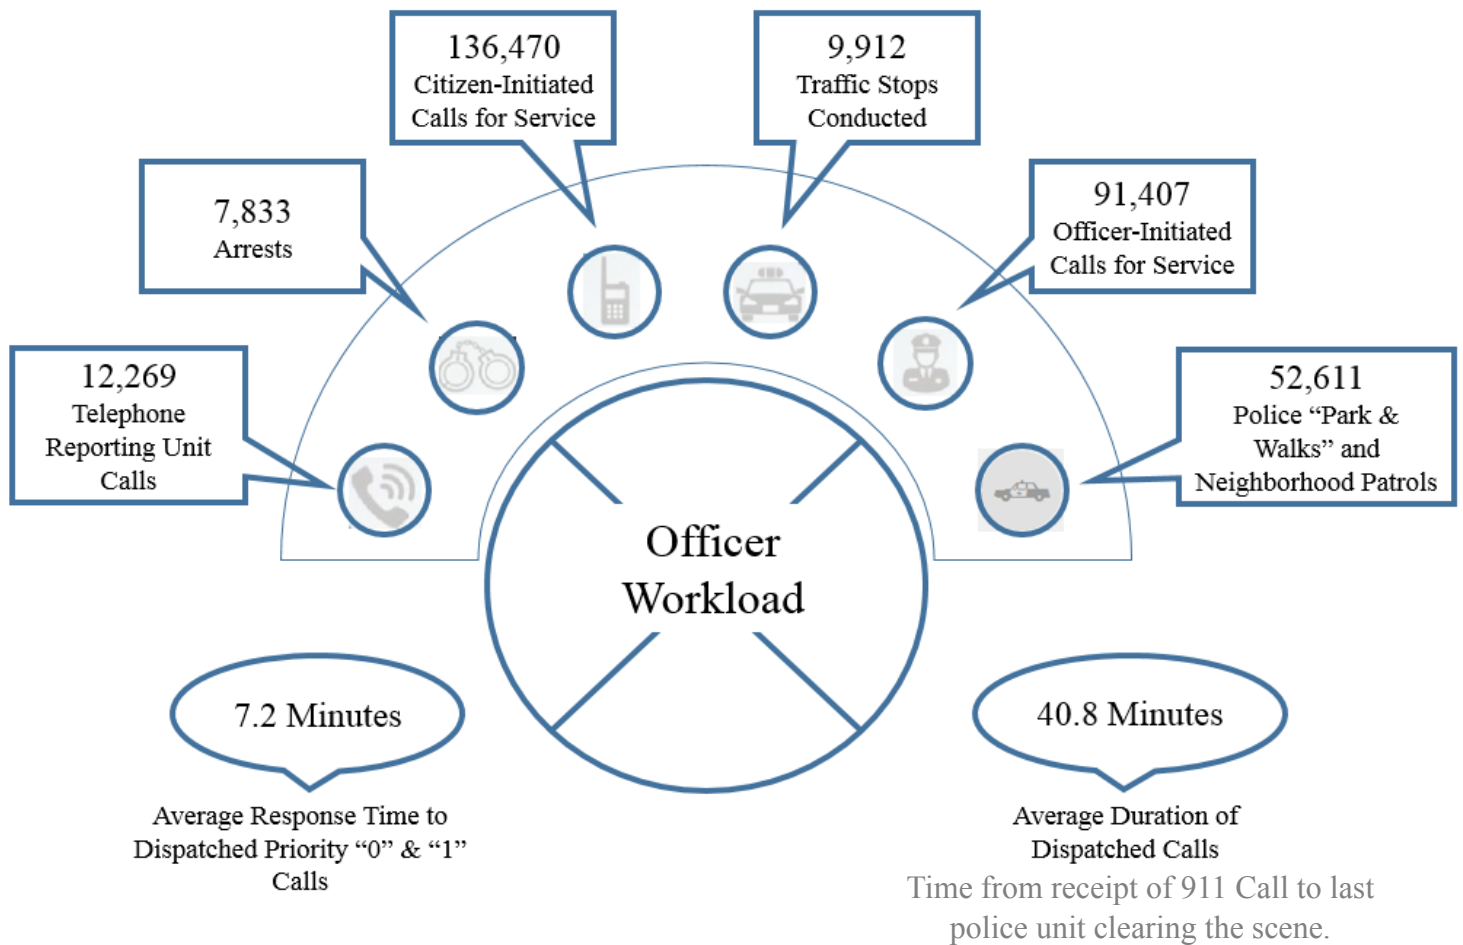 136,470
Citizen-Initiated
Calls for Service
9,912
Traffic Stops
Conducted
7,833
Arrests
91,407
Officer-Initiated
Calls for Service
12,269
Telephone
Reporting Unit
Calls
52,611
Police “Park &
Walks” and
Neighborhood Patrols
Officer
Workload
7.2 Minutes
Average Response Time to
Dispatched Priority “0” & “1”
Calls
40.8 Minutes
Average Duration of
Dispatched Calls
Time from receipt of 911 Call to last
police unit clearing the scene.